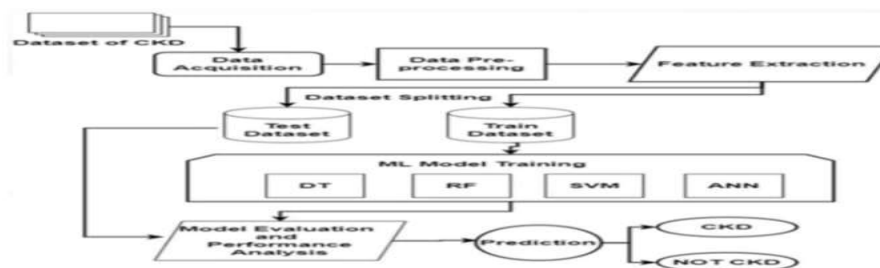 Dataset of CKD
Data
Acquisition
Data Pre-
processing
Feature Extraction
Dataset Splitting
Test
Dataset
Train
Dataset
ML Model Training
DT
RF
SVM
ANN
Model Evaluation
and
Performance
Analysis
Prediction
CKD
NOT CKD